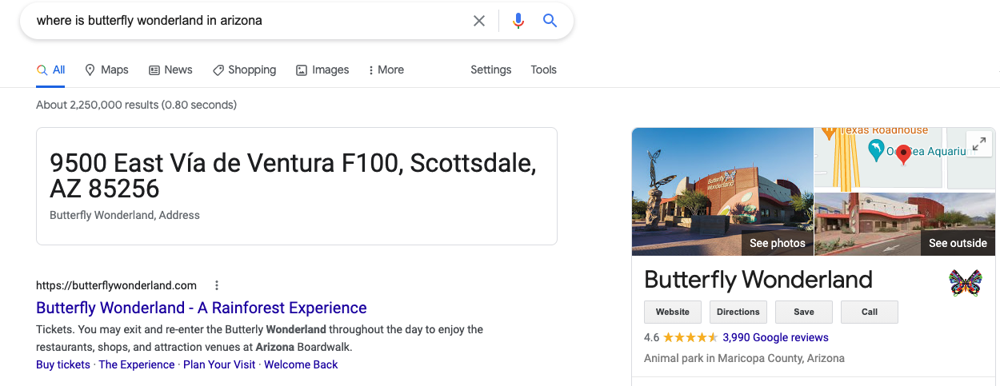 where is butterfly wonderland in arizona
All Maps News Shopping Images More Settings Tools
About 2,250,000 results (0.80 seconds)
9500 East Vía de Ventura F100, Scottsdale,
AZ 85256
Butterfly Wonderland, Address
https://butterflywonderland.com
Butterfly Wonderland - A Rainforest Experience
Tickets. You may exit and re-enter the Butterly Wonderland throughout the day to enjoy the
restaurants, shops, and attraction venues at Arizona Boardwalk.
Buy tickets · The Experience · Plan Your Visit · Welcome Back
Butterfly
Wonderland
Texas Roadhouse
Sea Aquariu
See photos
See outside
Butterfly Wonderland
Website Directions Save Call
4.6 3,990 Google reviews
Animal park in Maricopa County, Arizona